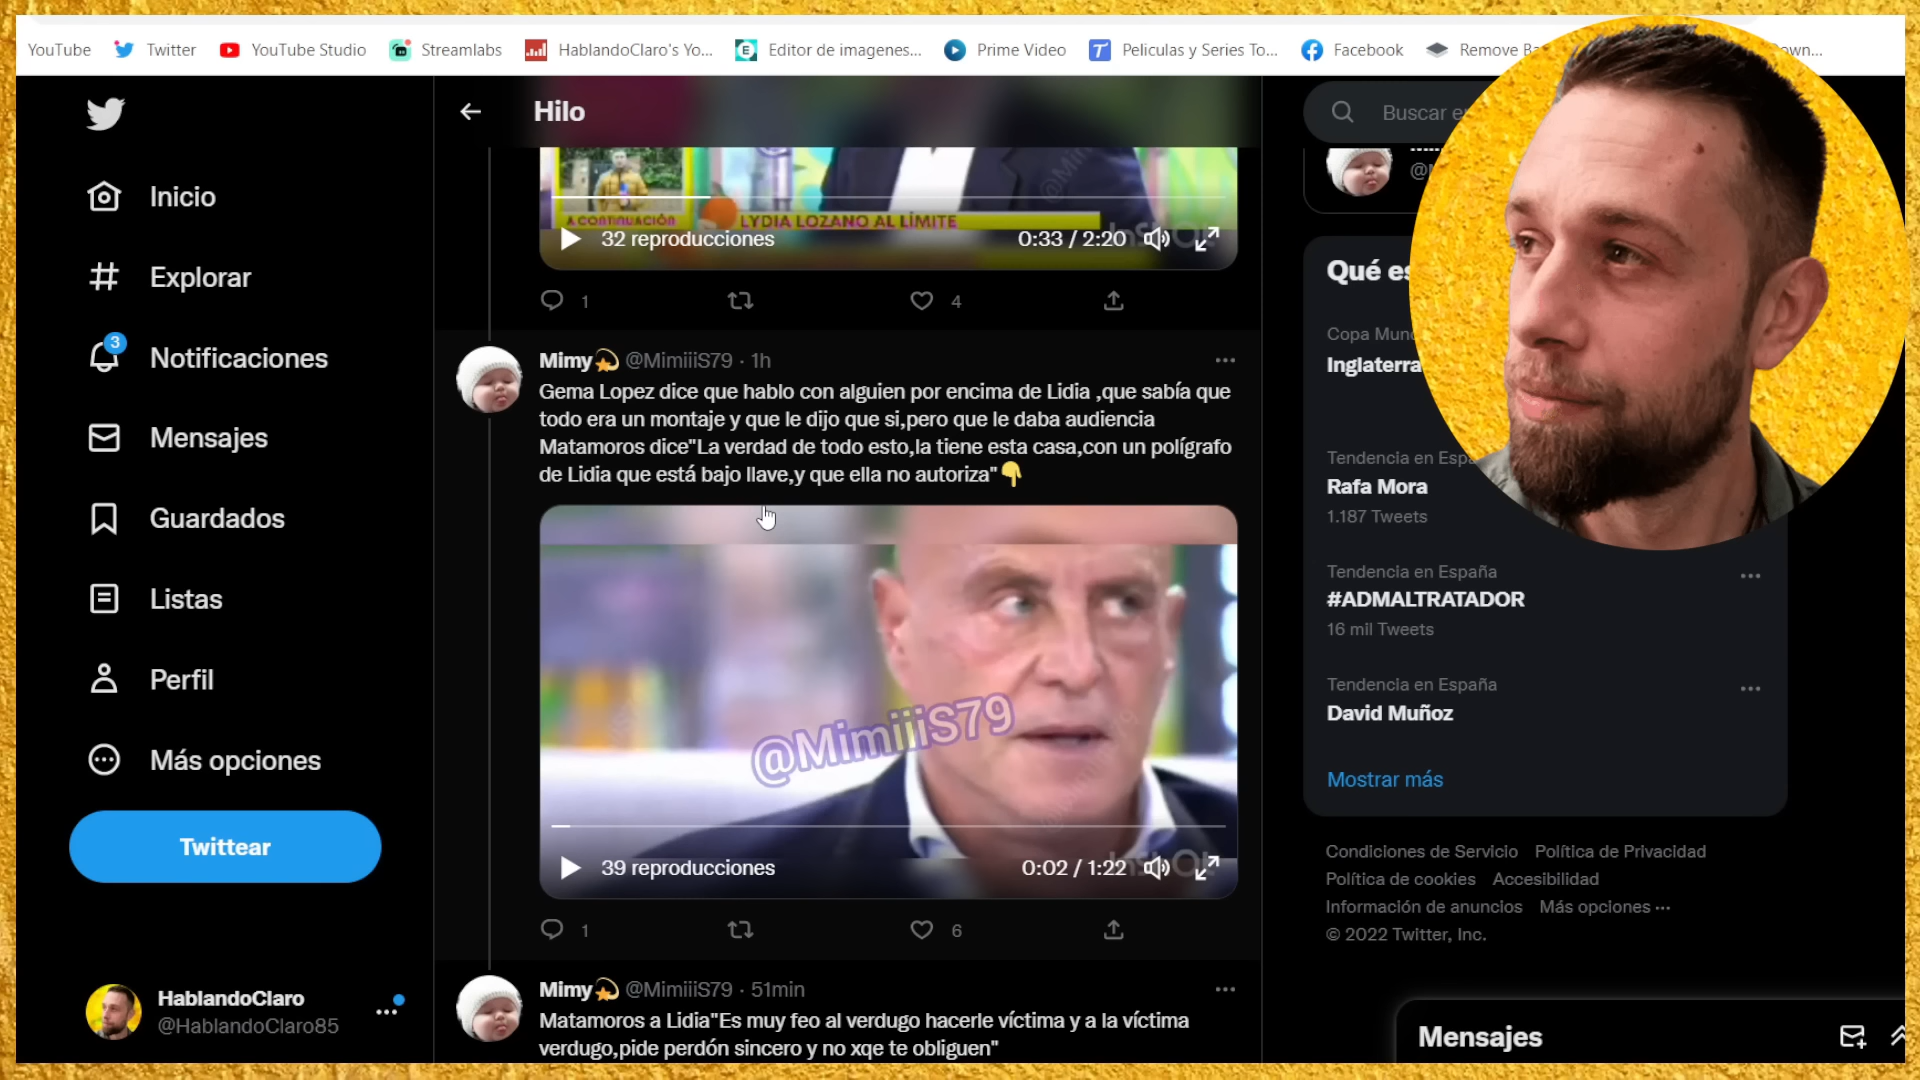 YouTube
Twitter
YouTube Studio
Streamlabs
HablandoClaro's Yo...
Editor de imagenes...
Prime Video
Peliculas y Series To...
Facebook
Remove
own...
Hilo
Buscar
Inicio
Explorar
3
Notificaciones
Mensajes
Guardados
Listas
Perfil
Más opciones
Twittear
HablandoClaro
@HablandoClaro85
A CONTINUACIÓN
LYDIA LOZANO AL LÍMITE
32 reproducciones
0:33 / 2:20
1
4
Mimy @MimiiiS79 · 1h
Gema Lopez dice que hablo con alguien por encima de Lidia ,que sabía que
todo era un montaje y que le dijo que si,pero que le daba audiencia
Matamoros dice"La verdad de todo esto,la tiene esta casa,con un polígrafo
de Lidia que está bajo llave,y que ella no autoriza"👇
@MimiiiS79
39 reproducciones
0:02 / 1:22
1
6
Mimy @MimiiiS79 · 51min
Matamoros a Lidia"Es muy feo al verdugo hacerle víctima y a la víctima
verdugo,pide perdón sincero y no xqe te obliguen"
Qué
Copa
Inglaterra
Tendencia en
Rafa Mora
1.187 Tweets
Tendencia en España
#ADMALTRATADOR
16 mil Tweets
Tendencia en España
David Muñoz
Mostrar más
Condiciones de Servicio Política de Privacidad
Política de cookies Accesibilidad
Información de anuncios Más opciones ···
© 2022 Twitter, Inc.
Mensajes